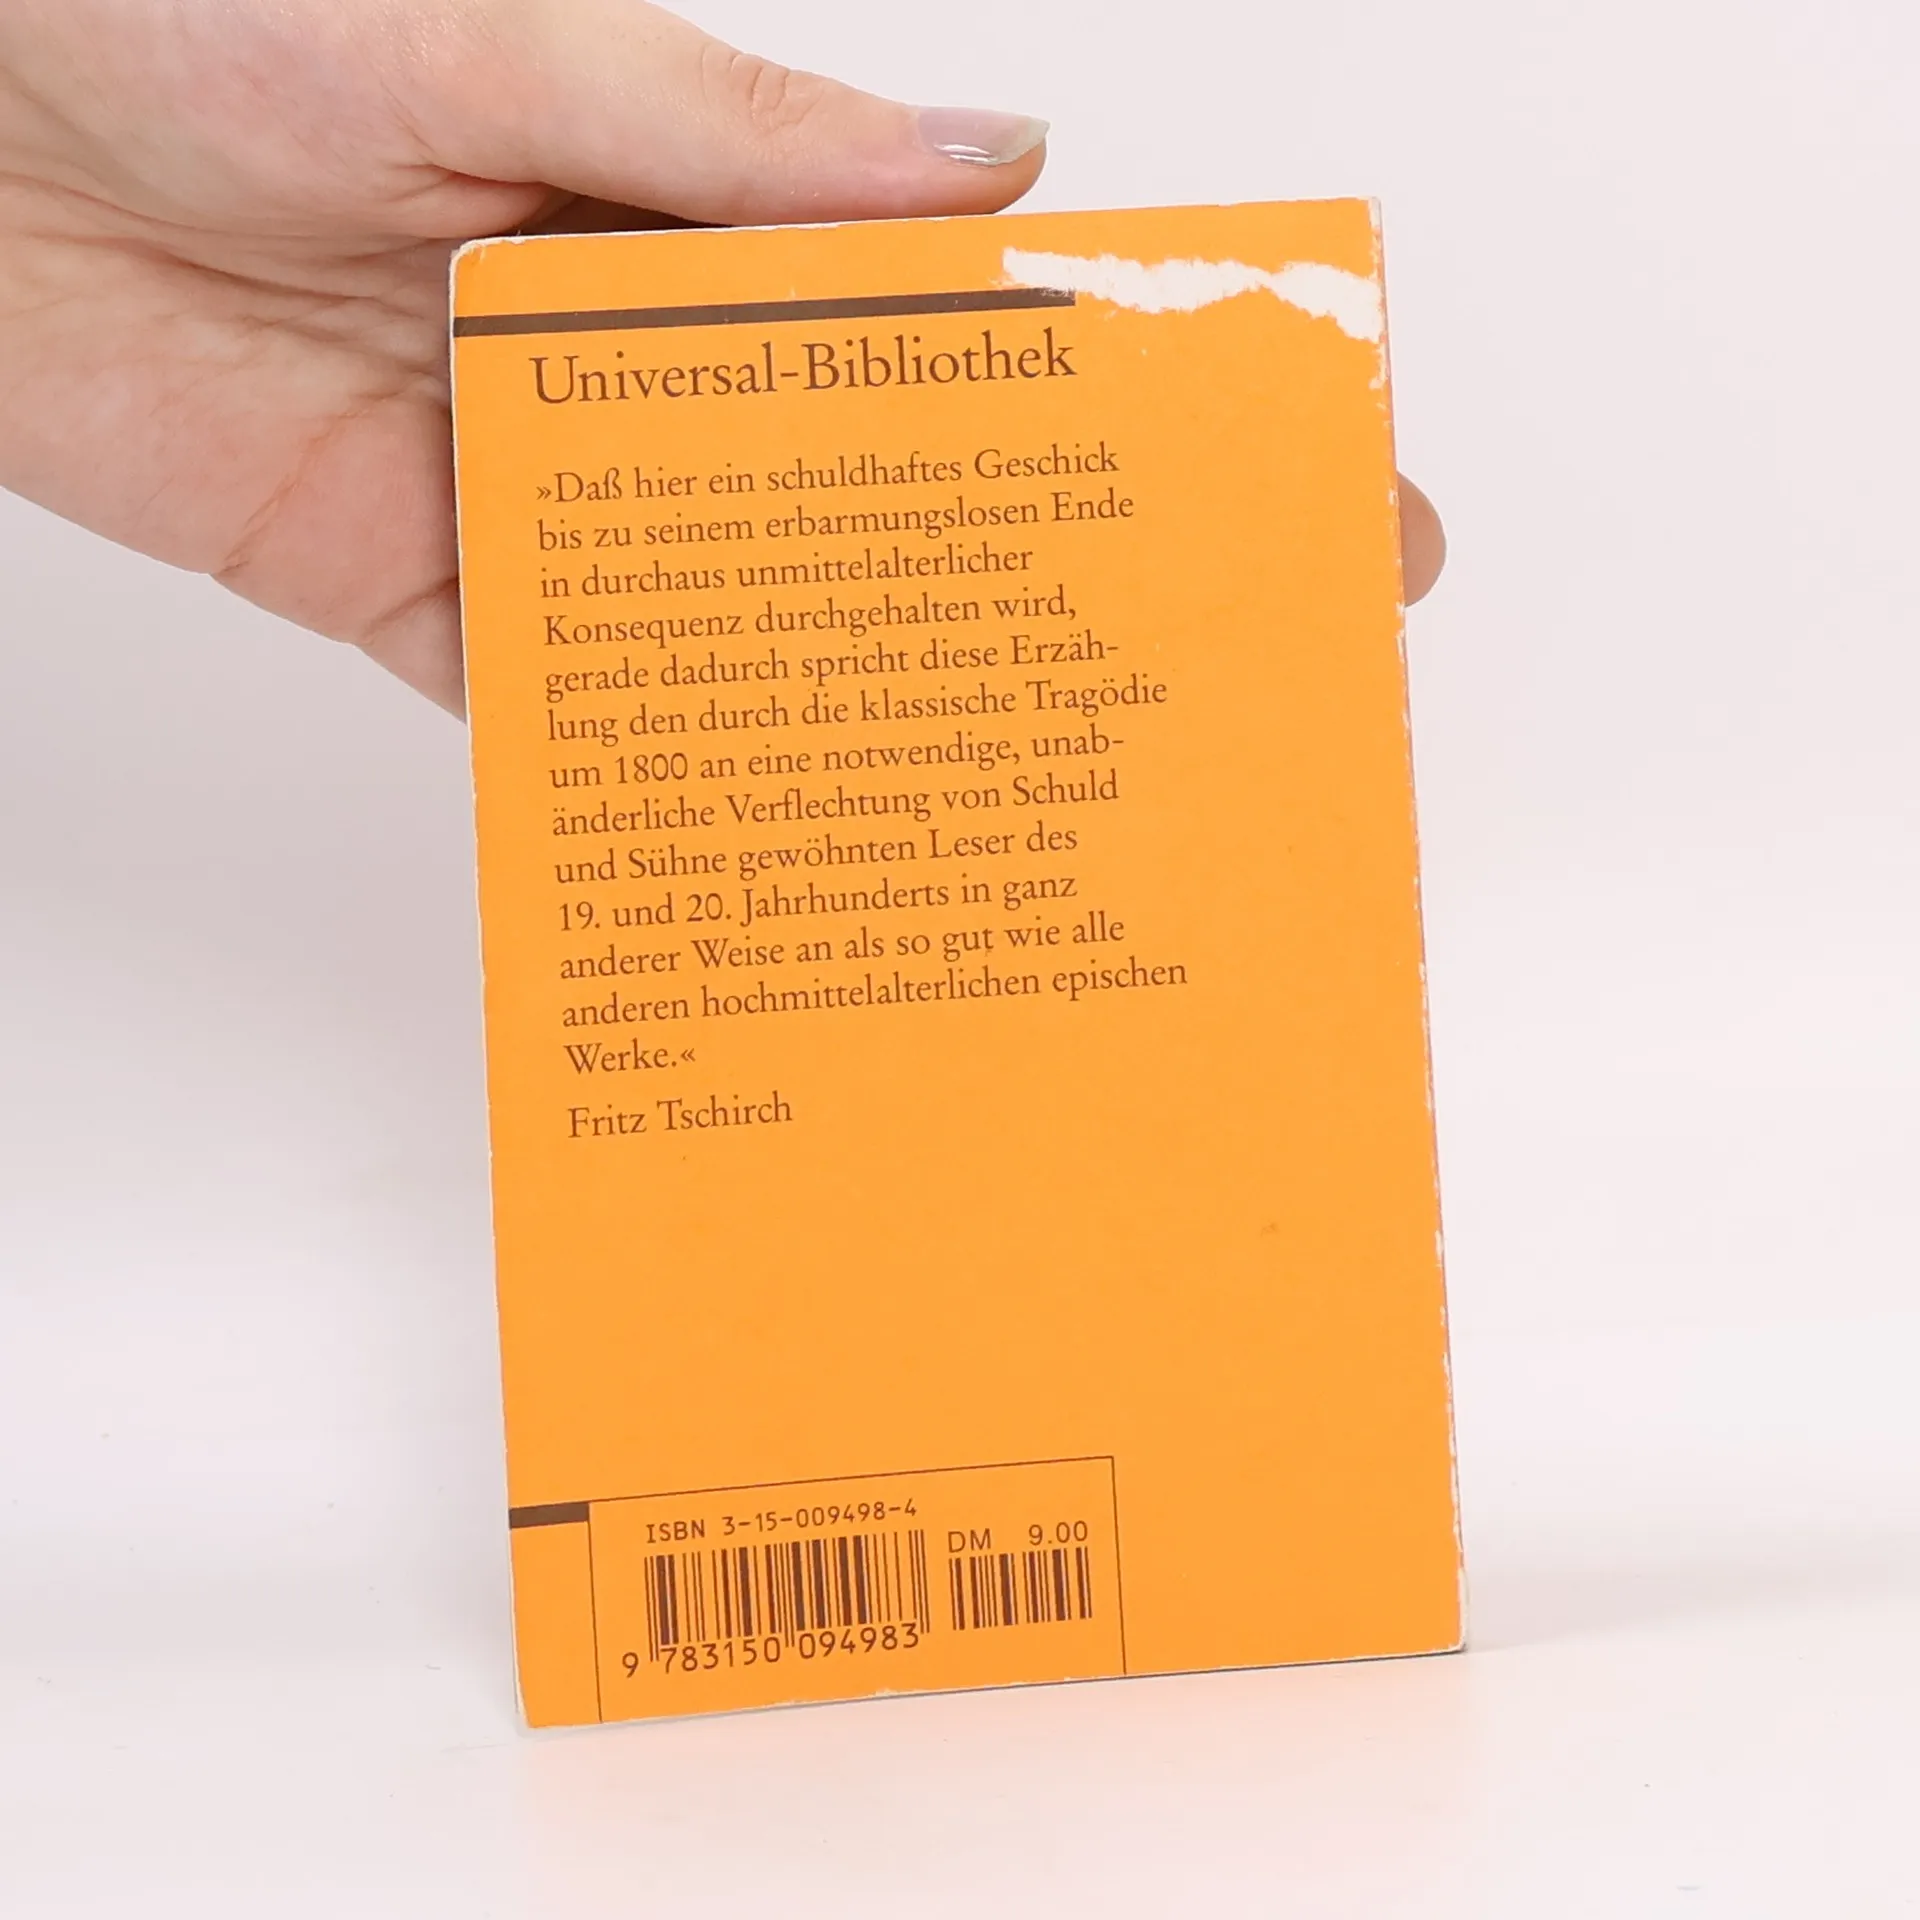 Universal-Bibliothek
»Daß hier ein schuldhaftes Geschick
bis zu seinem erbarmungslosen Ende
in durchaus unmittelalterlicher
Konsequenz durchgehalten wird,
gerade dadurch spricht diese Erzäh-
lung den durch die klassische Tragödie
um 1800 an eine notwendige, unab-
änderliche Verflechtung von Schuld
und Sühne gewöhnten Leser des
19. und 20. Jahrhunderts in ganz
anderer Weise an als so gut wie alle
anderen hochmittelalterlichen epischen
Werke.«
Fritz Tschirch
ISBN 3-15-009498-4
DM 9.00
9 783150 094983